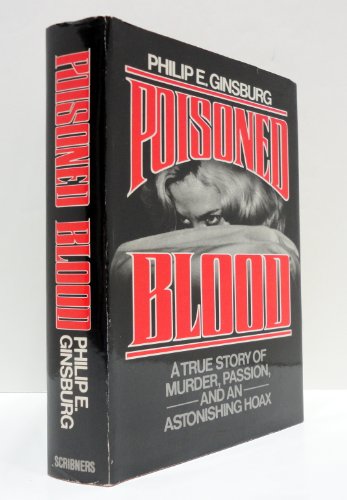 POISONED BLOOD
PHILIP E.
GINSBURG
SCRIBNERS
PHILIP E. GINSBURG
POISONED
BLOOD
A TRUE STORY OF
MURDER, PASSION,
AND AN
ASTONISHING HOAX